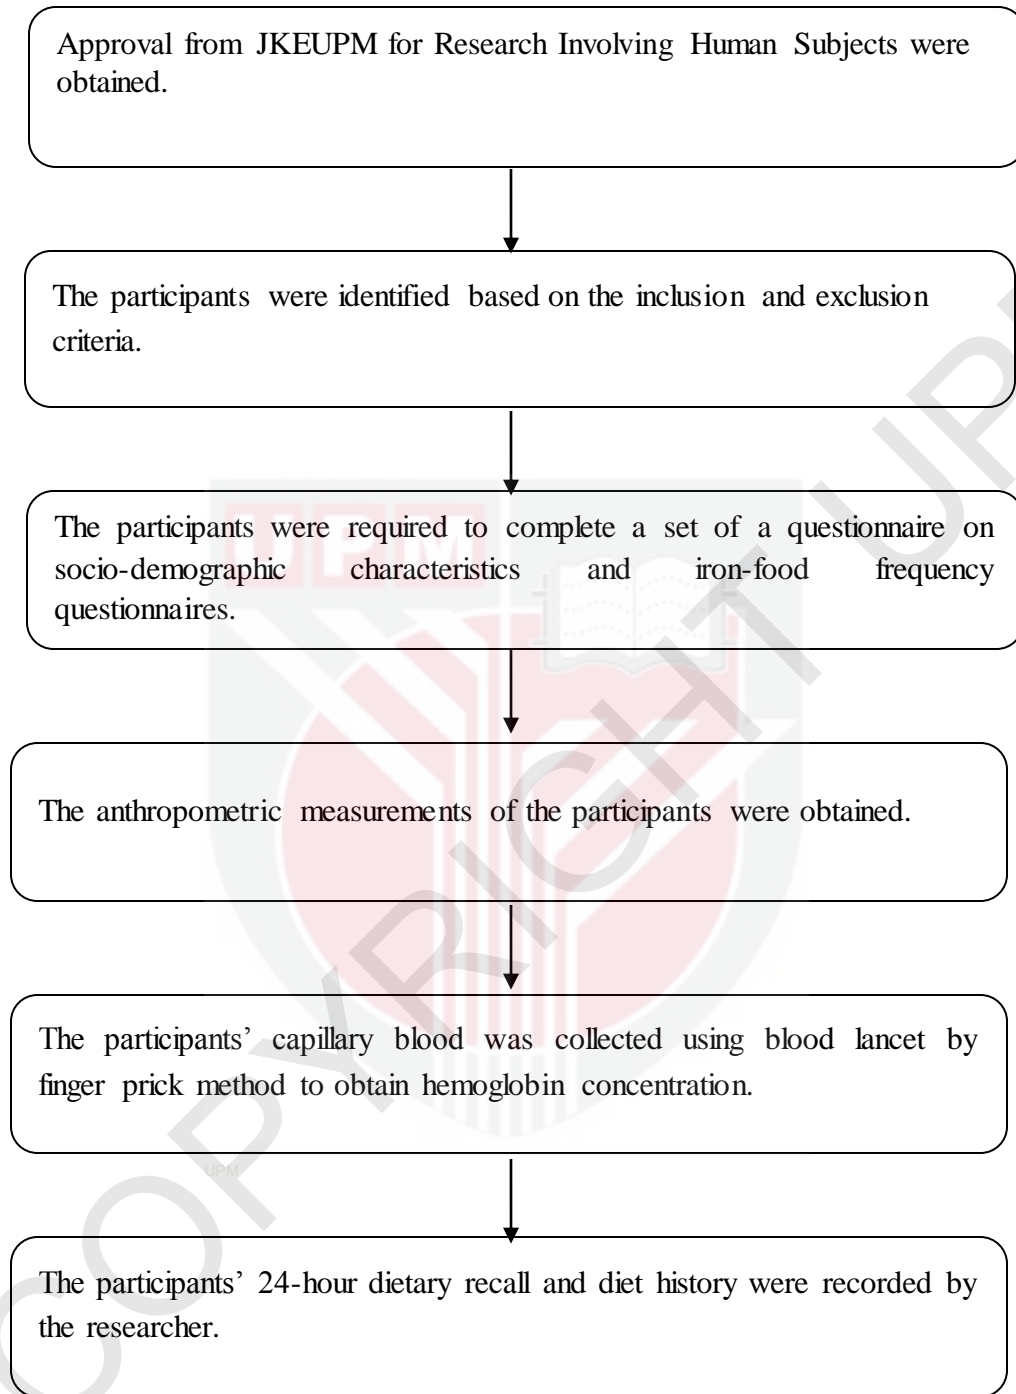 Approval from JKEUPM for Research Involving Human Subjects were
obtained.
The participants were identified based on the inclusion and exclusion
criteria.
The participants were required to complete a set of a questionnaire on
socio-demographic characteristics and iron-food frequency
questionnaires.
The anthropometric measurements of the participants were obtained.
The participants’ capillary blood was collected using blood lancet by
finger prick method to obtain hemoglobin concentration.
The participants’ 24-hour dietary recall and diet history were recorded by
the researcher.
UPM
UPM
COPYRIGHT UP